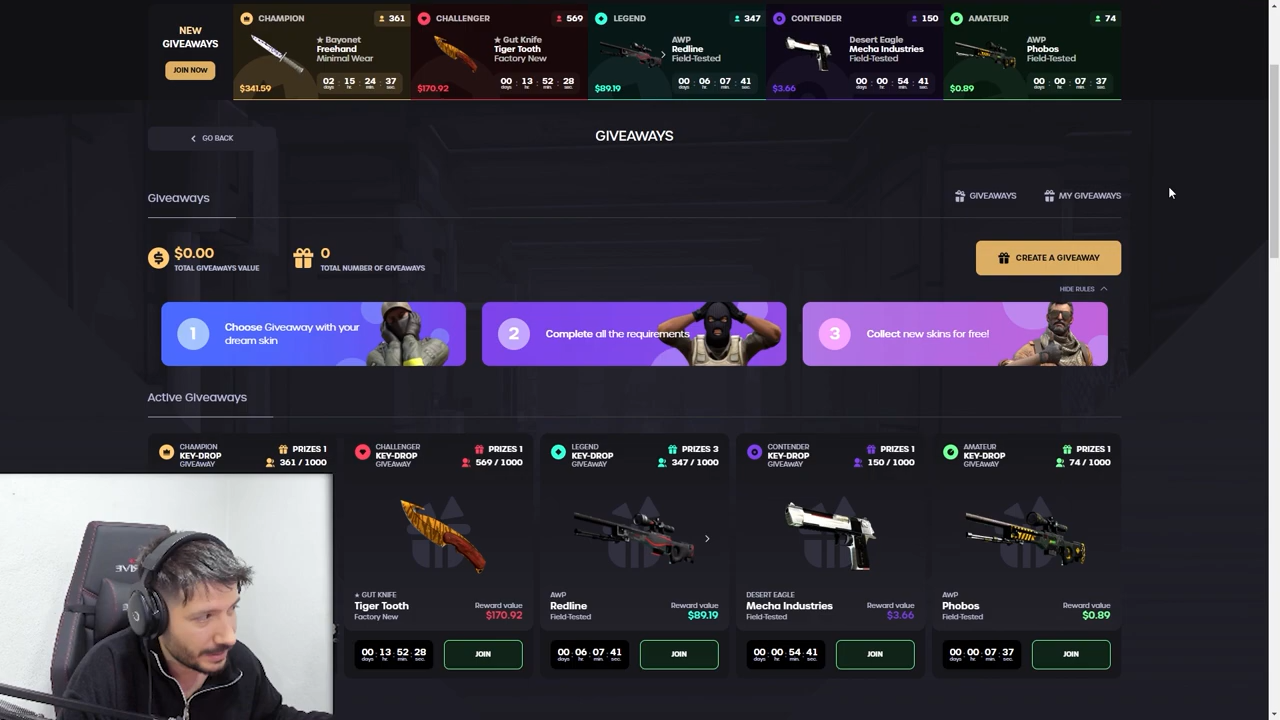 NEW
GIVEAWAYS
JOIN NOW
CHAMPION 361
★ Bayonet
Freehand
Minimal Wear
$341.59
02 : 15 : 24 : 37
days hr. min. sec.
CHALLENGER 569
★ Gut Knife
Tiger Tooth
Factory New
$170.92
00 : 13 : 52 : 28
days hr. min. sec.
LEGEND 347
AWP
Redline
Field-Tested
$89.19
00 : 06 : 07 : 41
days hr. min. sec.
CONTENDER 150
Desert Eagle
Mecha Industries
Field-Tested
$3.66
00 : 00 : 54 : 41
days hr. min. sec.
AMATEUR 74
AWP
Phobos
Field-Tested
$0.89
00 : 00 : 07 : 37
days hr. min. sec.
GO BACK
GIVEAWAYS
Giveaways
GIVEAWAYS
MY GIVEAWAYS
$0.00
TOTAL GIVEAWAYS VALUE
0
TOTAL NUMBER OF GIVEAWAYS
CREATE A GIVEAWAY
HIDE RULES
1
Choose Giveaway with your
dream skin
2
Complete all the requirements
3
Collect new skins for free!
Active Giveaways
CHAMPION
KEY-DROP
GIVEAWAY
PRIZES 1
361 / 1000
CHALLENGER
KEY-DROP
GIVEAWAY
PRIZES 1
569 / 1000
★ GUT KNIFE
Tiger Tooth
Factory New
Reward value
$170.92
00 : 13 : 52 : 28
days hr. min. sec.
JOIN
LEGEND
KEY-DROP
GIVEAWAY
PRIZES 3
347 / 1000
AWP
Redline
Field-Tested
Reward value
$89.19
00 : 06 : 07 : 41
days hr. min. sec.
JOIN
CONTENDER
KEY-DROP
GIVEAWAY
PRIZES 1
150 / 1000
DESERT EAGLE
Mecha Industries
Field-Tested
Reward value
$3.66
00 : 00 : 54 : 41
days hr. min. sec.
JOIN
AMATEUR
KEY-DROP
GIVEAWAY
PRIZES 1
74 / 1000
AWP
Phobos
Field-Tested
Reward value
$0.89
00 : 00 : 07 : 37
days hr. min. sec.
JOIN